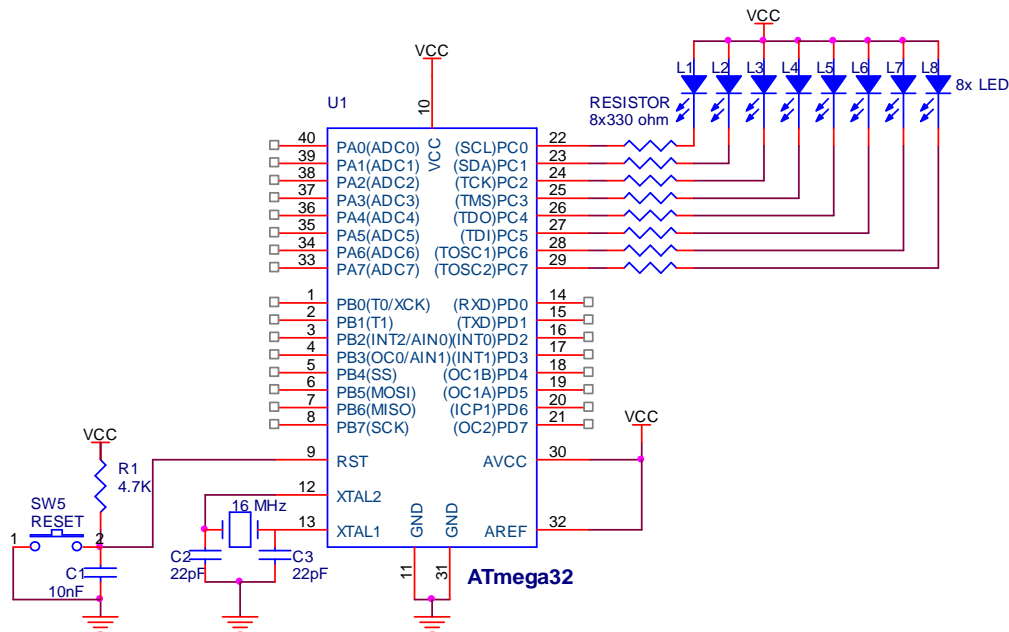 VCC
VCC
L1 L2 L3 L4 L5 L6 L7 L8
8x LED
RESISTOR
8x330 ohm
U1
10
VCC
40 PA0(ADC0)
39 PA1(ADC1)
38 PA2(ADC2)
37 PA3(ADC3)
36 PA4(ADC4)
35 PA5(ADC5)
34 PA6(ADC6)
33 PA7(ADC7)
(SCL)PC0 22
(SDA)PC1 23
(TCK)PC2 24
(TMS)PC3 25
(TDO)PC4 26
(TDI)PC5 27
(TOSC1)PC6 28
(TOSC2)PC7 29
1 PB0(T0/XCK)
2 PB1(T1)
3 PB2(INT2/AIN0)
4 PB3(OC0/AIN1)
5 PB4(SS)
6 PB5(MOSI)
7 PB6(MISO)
8 PB7(SCK)
(RXD)PD0 14
(TXD)PD1 15
(INT0)PD2 16
(INT1)PD3 17
(OC1B)PD4 18
(OC1A)PD5 19
(ICP1)PD6 20
(OC2)PD7 21
VCC
VCC
9 RST
AVCC 30
R1
4.7K
12 XTAL2
SW5
RESET
16 MHz
13 XTAL1
GND
GND
AREF 32
1 2
C2
22pF
C3
22pF
C1
10nF
11
31
ATmega32